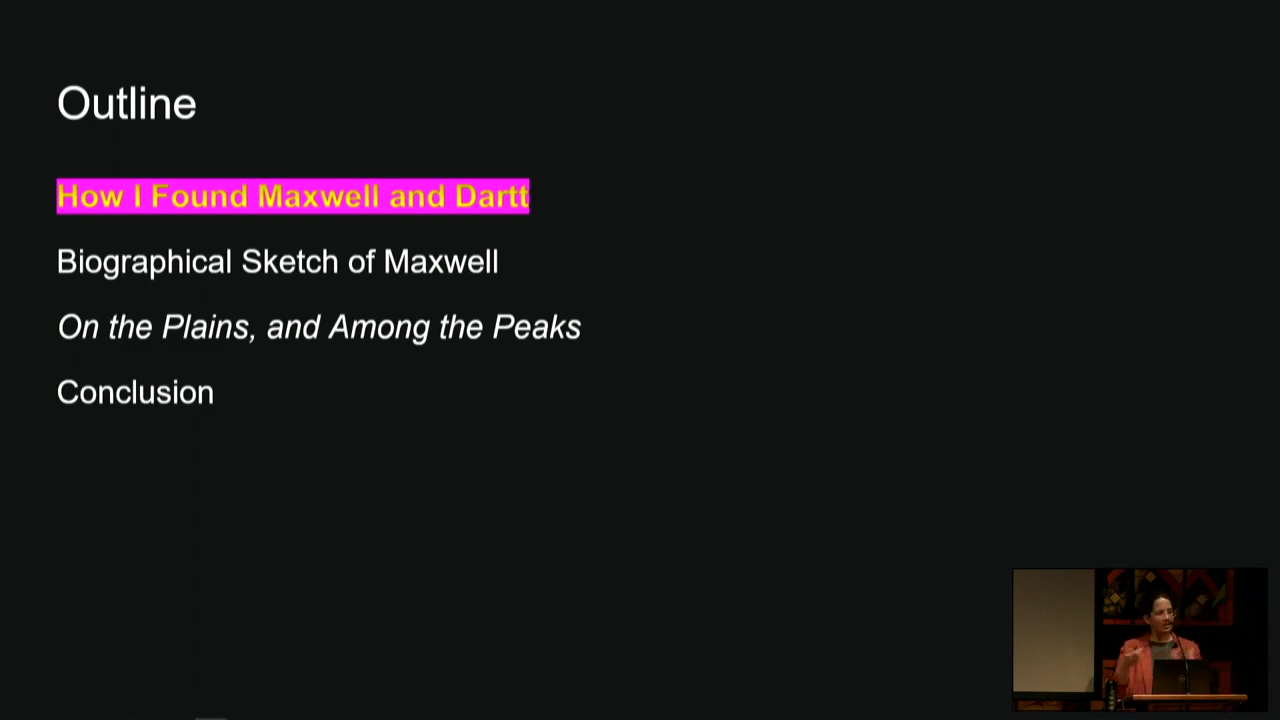 Outline
How I Found Maxwell and Dartt
Biographical Sketch of Maxwell
On the Plains, and Among the Peaks
Conclusion